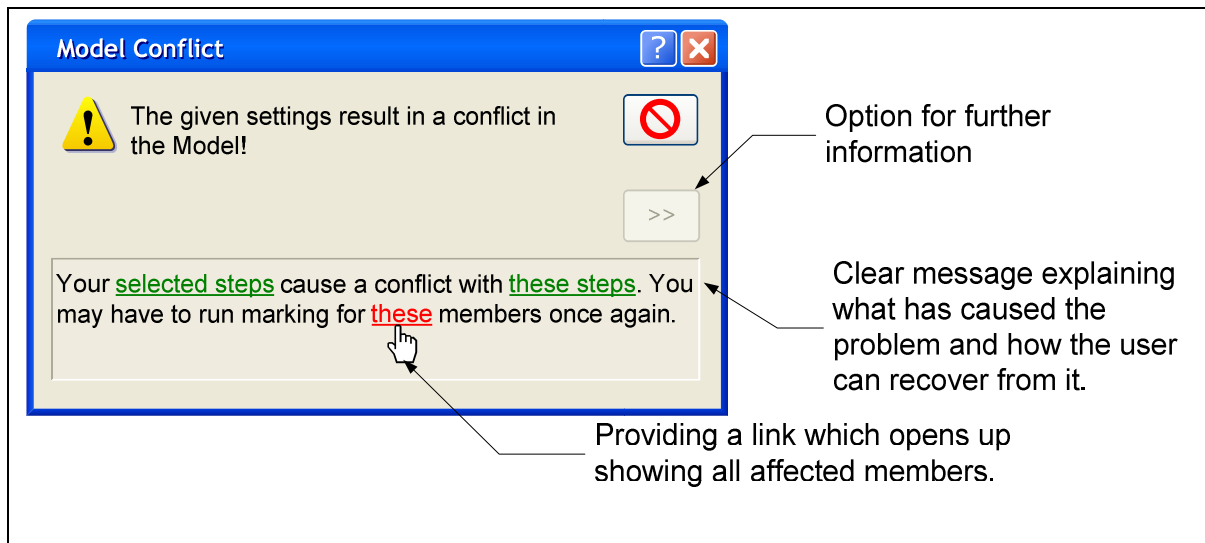 Model Conflict
?
The given settings result in a conflict in
the Model!
Option for further
information
>>
Your selected steps cause a conflict with these steps. You
may have to run marking for these members once again.
Clear message explaining
what has caused the
problem and how the user
can recover from it.
Providing a link which opens up
showing all affected members.